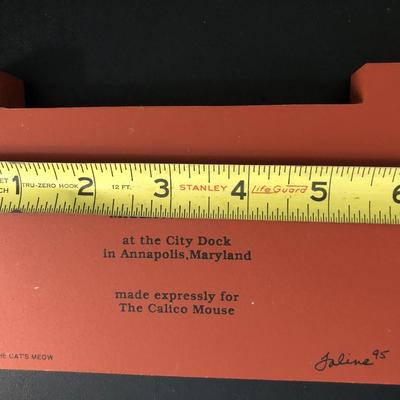 1 2 3 4 5 6
TRU-ZERO HOOK 12 FT. STANLEY LifeGuard
at the City Dock
in Annapolis, Maryland
made expressly for
The Calico Mouse
THE CAT'S MEOW
Faline 95